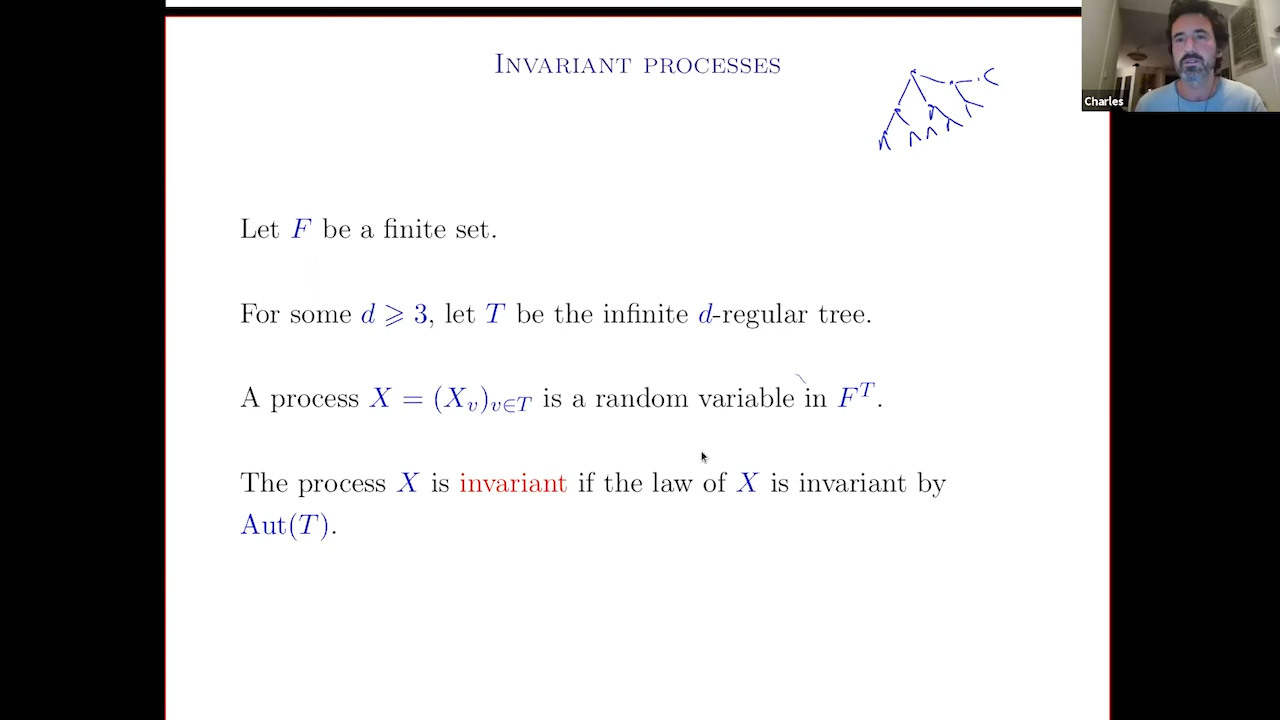 INVARIANT PROCESSES
Charles
Let F be a finite set.
For some d ⩾ 3, let T be the infinite d-regular tree.
A process X = (X_v)_{v∈T} is a random variable in F^T.
The process X is invariant if the law of X is invariant by
Aut(T).